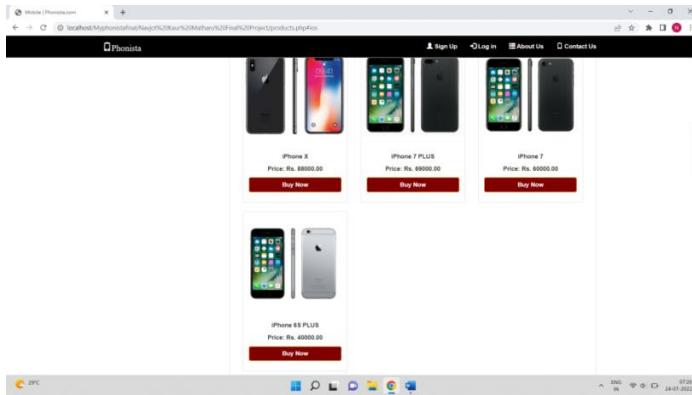 Mobile | Phonista.com
localhost/Myphonistafinal/Navjot%20Kaur%20Matharu%20Final%20Project/products.php#ios
Phonista
Sign Up
Log in
About Us
Contact Us
09:41
iPhone X
Price: Rs. 88000.00
Buy Now
iPhone 7 PLUS
Price: Rs. 69000.00
Buy Now
iPhone 7
Price: Rs. 60000.00
Buy Now
iPhone 6S PLUS
Price: Rs. 40000.00
Buy Now
29°C
ENG
IN
07:26
24-07-2022